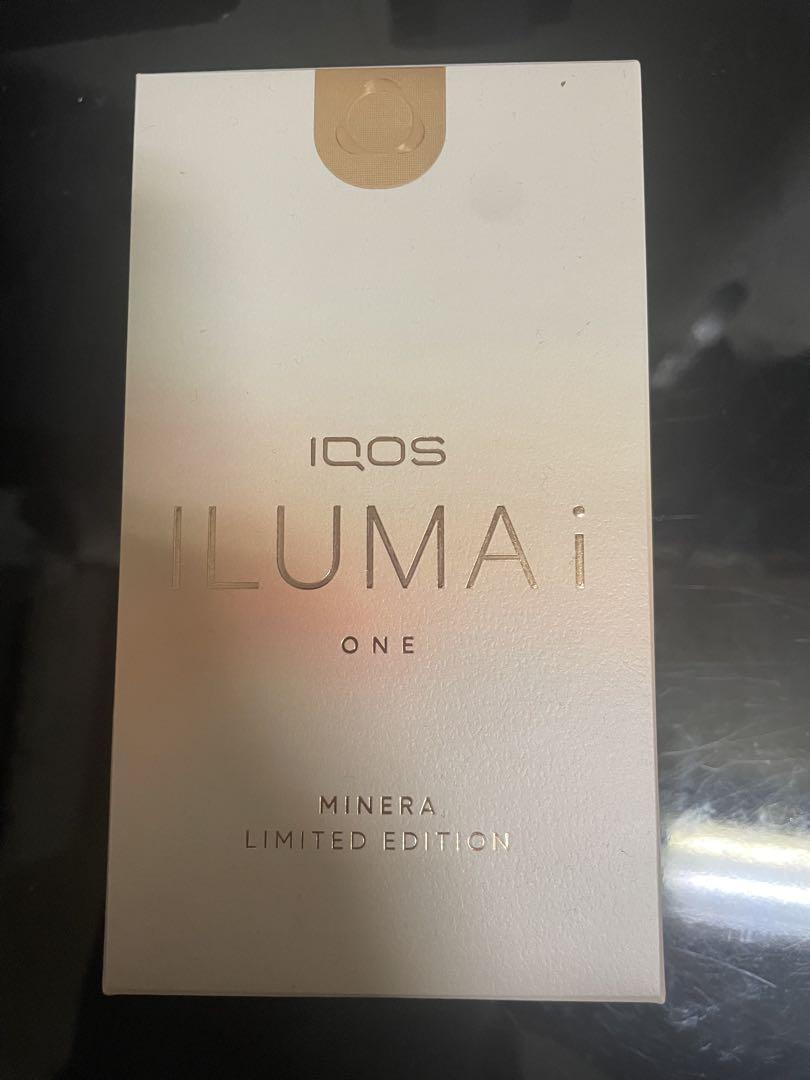 IQOS
ILUMA i
ONE
MINERA
LIMITED EDITION